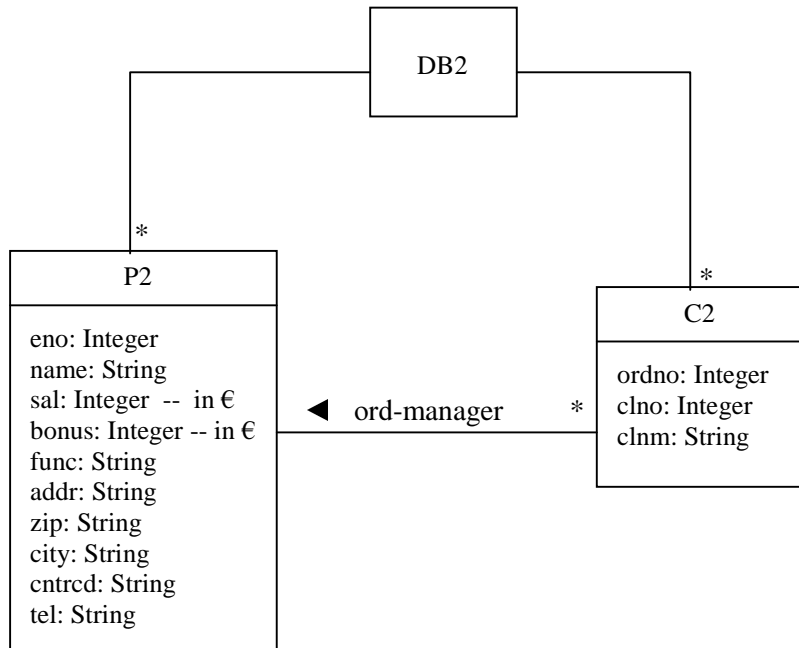 DB2
*
*
P2
eno: Integer
name: String
sal: Integer -- in €
bonus: Integer -- in €
func: String
addr: String
zip: String
city: String
cntrcd: String
tel: String
◄ ord-manager *
C2
ordno: Integer
clno: Integer
clnm: String